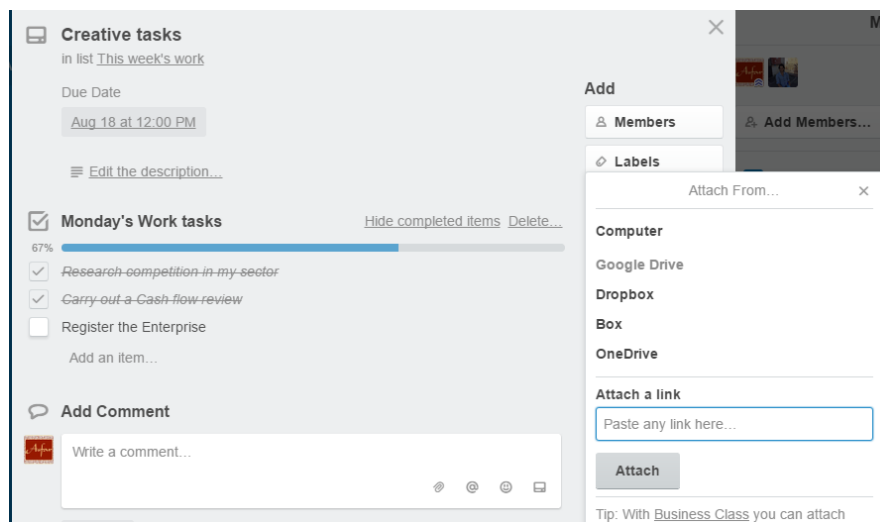 Creative tasks
in list This week's work
Due Date
Aug 18 at 12:00 PM
Edit the description…
Monday's Work tasks Hide completed items Delete…
67%
Research competition in my sector
Carry out a Cash flow review
Register the Enterprise
Add an item…
Add Comment
Write a comment…
@
Add
Members
Labels
M
Add Members…
Attach From…
Computer
Google Drive
Dropbox
Box
OneDrive
Attach a link
Paste any link here…
Attach
Tip: With Business Class you can attach